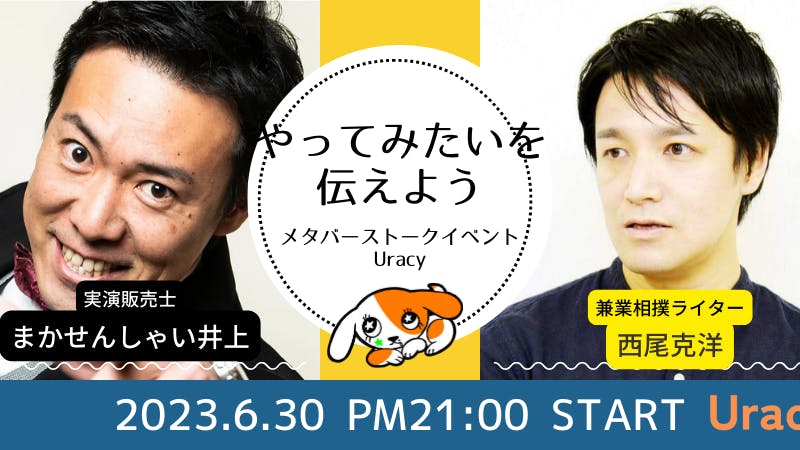 やってみたいを
伝えよう
メタバーストークイベント
Uracy
実演販売士
まかせんしゃい井上
兼業相撲ライター
西尾克洋
2023.6.30 PM21:00 START Urac